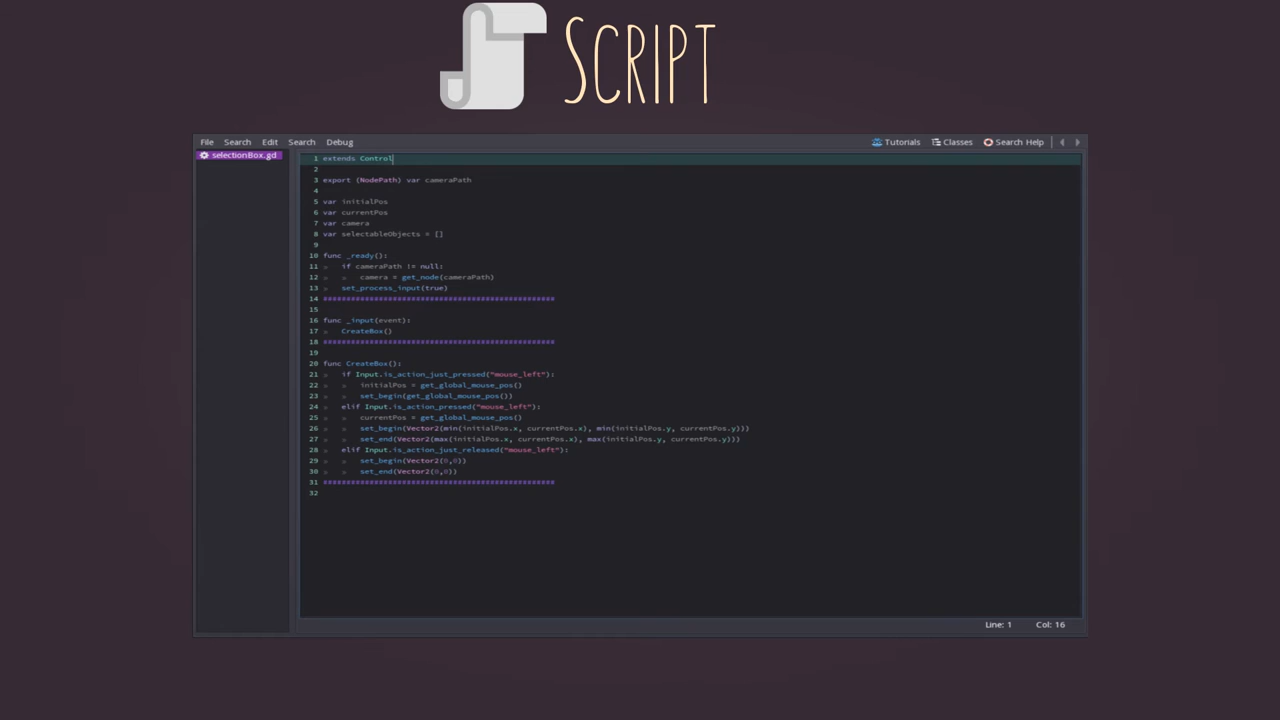 Script
File Search Edit Search Debug Tutorials Classes Search Help
selectionBox.gd
1 extends Control
2
3 export (NodePath) var cameraPath
4
5 var initialPos
6 var currentPos
7 var camera
8 var selectableObjects = []
9
10 func _ready():
11 » if cameraPath != null:
12 » » camera = get_node(cameraPath)
13 » set_process_input(true)
14 ##################################################
15
16 func _input(event):
17 » CreateBox()
18 ##################################################
19
20 func CreateBox():
21 » if Input.is_action_just_pressed("mouse_left"):
22 » » initialPos = get_global_mouse_pos()
23 » » set_begin(get_global_mouse_pos())
24 » elif Input.is_action_pressed("mouse_left"):
25 » » currentPos = get_global_mouse_pos()
26 » » set_begin(Vector2(min(initialPos.x, currentPos.x), min(initialPos.y, currentPos.y)))
27 » » set_end(Vector2(max(initialPos.x, currentPos.x), max(initialPos.y, currentPos.y)))
28 » elif Input.is_action_just_released("mouse_left"):
29 » » set_begin(Vector2(0,0))
30 » » set_end(Vector2(0,0))
31 ##################################################
32
Line: 1 Col: 16